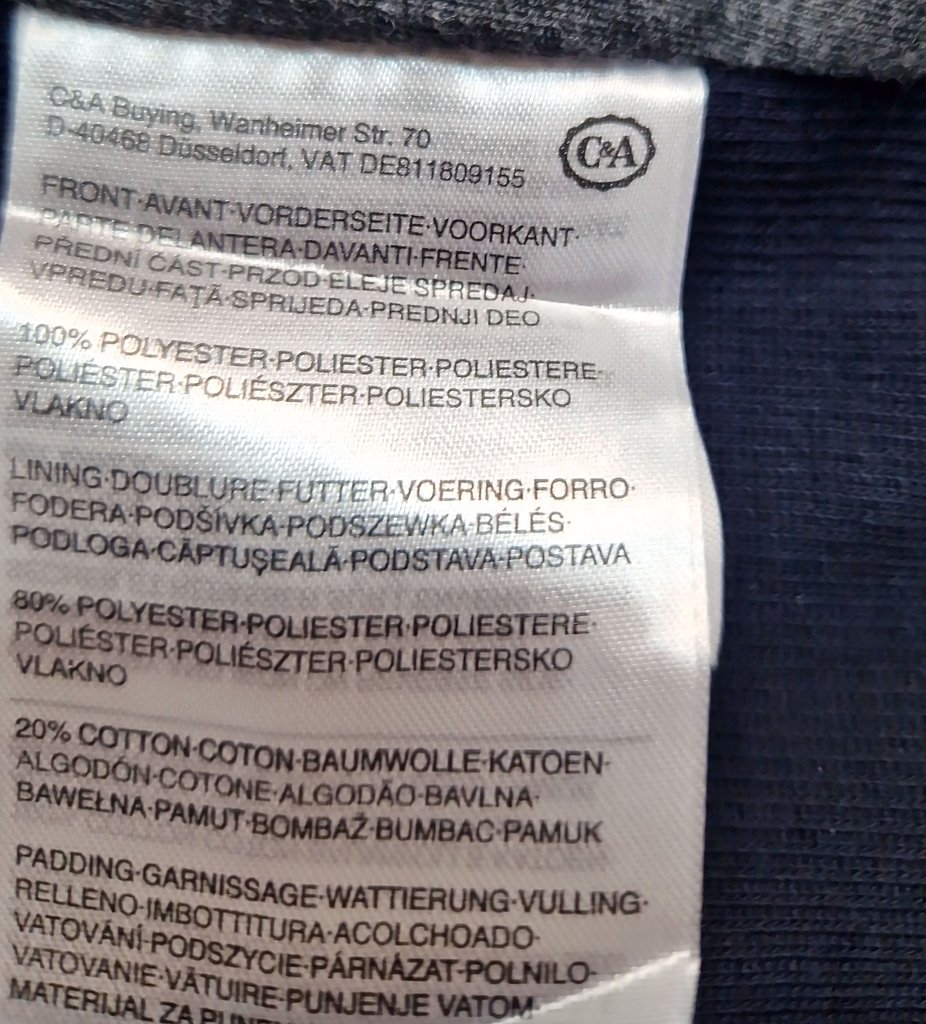 C&A Buying, Wanheimer Str. 70
D-40468 Düsseldorf, VAT DE811809155
C&A
FRONT·AVANT·VORDERSEITE·VOORKANT·
PARTE DELANTERA·DAVANTI·FRENTE·
PŘEDNÍ ČÁST·PRZÓD·ELEJE·SPREDAJ·
VPREDU·FAŢĂ·SPRIJEDA·PREDNJI DEO
100% POLYESTER·POLIESTER·POLIESTERE·
POLIÉSTER·POLIÉSZTER·POLIESTERSKO
VLAKNO
LINING·DOUBLURE·FUTTER·VOERING·FORRO·
FODERA·PODŠÍVKA·PODSZEWKA·BÉLÉS·
PODLOGA·CĂPTUŞEALĂ·PODSTAVA·POSTAVA
80% POLYESTER·POLIESTER·POLIESTERE·
POLIÉSTER·POLIÉSZTER·POLIESTERSKO
VLAKNO
20% COTTON·COTON·BAUMWOLLE·KATOEN·
ALGODÓN·COTONE·ALGODÃO·BAVLNA·
BAWEŁNA·PAMUT·BOMBAŽ·BUMBAC·PAMUK
PADDING·GARNISSAGE·WATTIERUNG·VULLING·
RELLENO·IMBOTTITURA·ACOLCHOADO·
VATOVÁNÍ·PODSZYCIE·PÁRNÁZAT·POLNILO·
VATOVANIE·VĂTUIRE·PUNJENJE VATOM·
MATERIJAL ZA